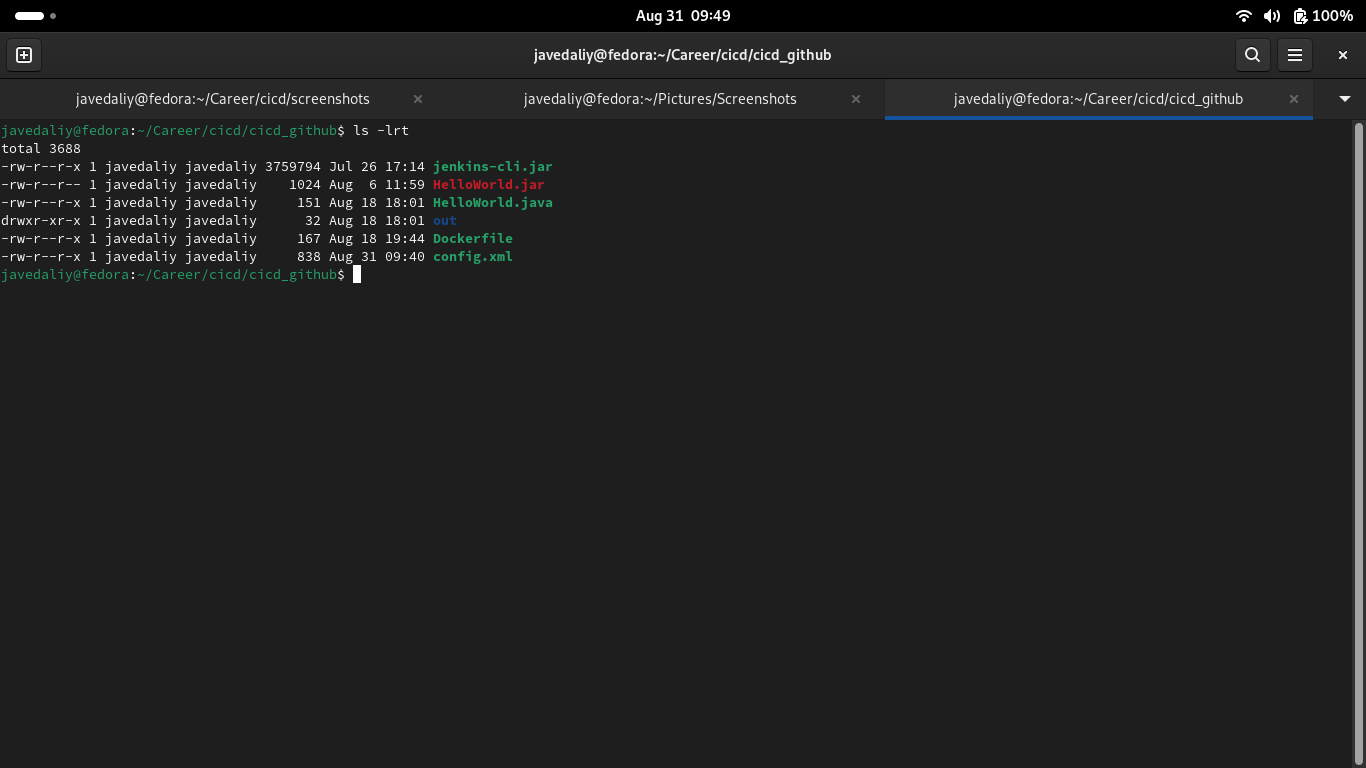 Aug 31 09:49
100%
javedaliy@fedora:~/Career/cicd/cicd_github
javedaliy@fedora:~/Career/cicd/screenshots
javedaliy@fedora:~/Pictures/Screenshots
javedaliy@fedora:~/Career/cicd/cicd_github
javedaliy@fedora:~/Career/cicd/cicd_github$ ls -lrt
total 3688
-rw-r--r-x 1 javedaliy javedaliy 3759794 Jul 26 17:14 jenkins-cli.jar
-rw-r--r-- 1 javedaliy javedaliy    1024 Aug  6 11:59 HelloWorld.jar
-rw-r--r-x 1 javedaliy javedaliy     151 Aug 18 18:01 HelloWorld.java
drwxr-xr-x 1 javedaliy javedaliy      32 Aug 18 18:01 out
-rw-r--r-x 1 javedaliy javedaliy     167 Aug 18 19:44 Dockerfile
-rw-r--r-x 1 javedaliy javedaliy     838 Aug 31 09:40 config.xml
javedaliy@fedora:~/Career/cicd/cicd_github$